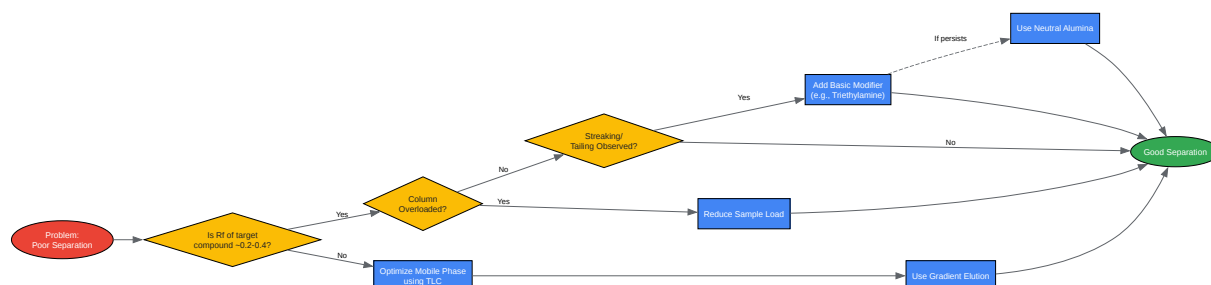 Problem:
Poor Separation
Is Rf of target
compound ~0.2-0.4?
Yes
No
Column
Overloaded?
Optimize Mobile Phase
using TLC
No
Yes
Streaking/
Tailing Observed?
Yes
No
Reduce Sample Load
Add Basic Modifier
(e.g., Triethylamine)
If persists
Use Neutral Alumina
Use Gradient Elution
Good Separation